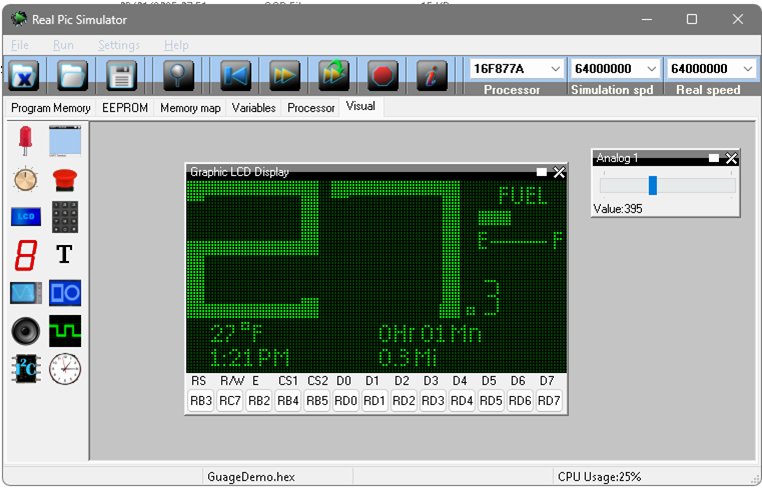 Real Pic Simulator
File Run Settings Help
16F877A 64000000 64000000
Processor Simulation spd Real speed
Program Memory EEPROM Memory map Variables Processor Visual
LCD
8 T
I²C
Graphic LCD Display
27.3
FUEL
E F
27°F 0Hr01Mn
1:21PM 0.3Mi
RS R/W E CS1 CS2 D0 D1 D2 D3 D4 D5 D6 D7
RB3 RC7 RB2 RB4 RB5 RD0 RD1 RD2 RD3 RD4 RD5 RD6 RD7
Analog 1
Value:395
GuageDemo.hex CPU Usage:25%